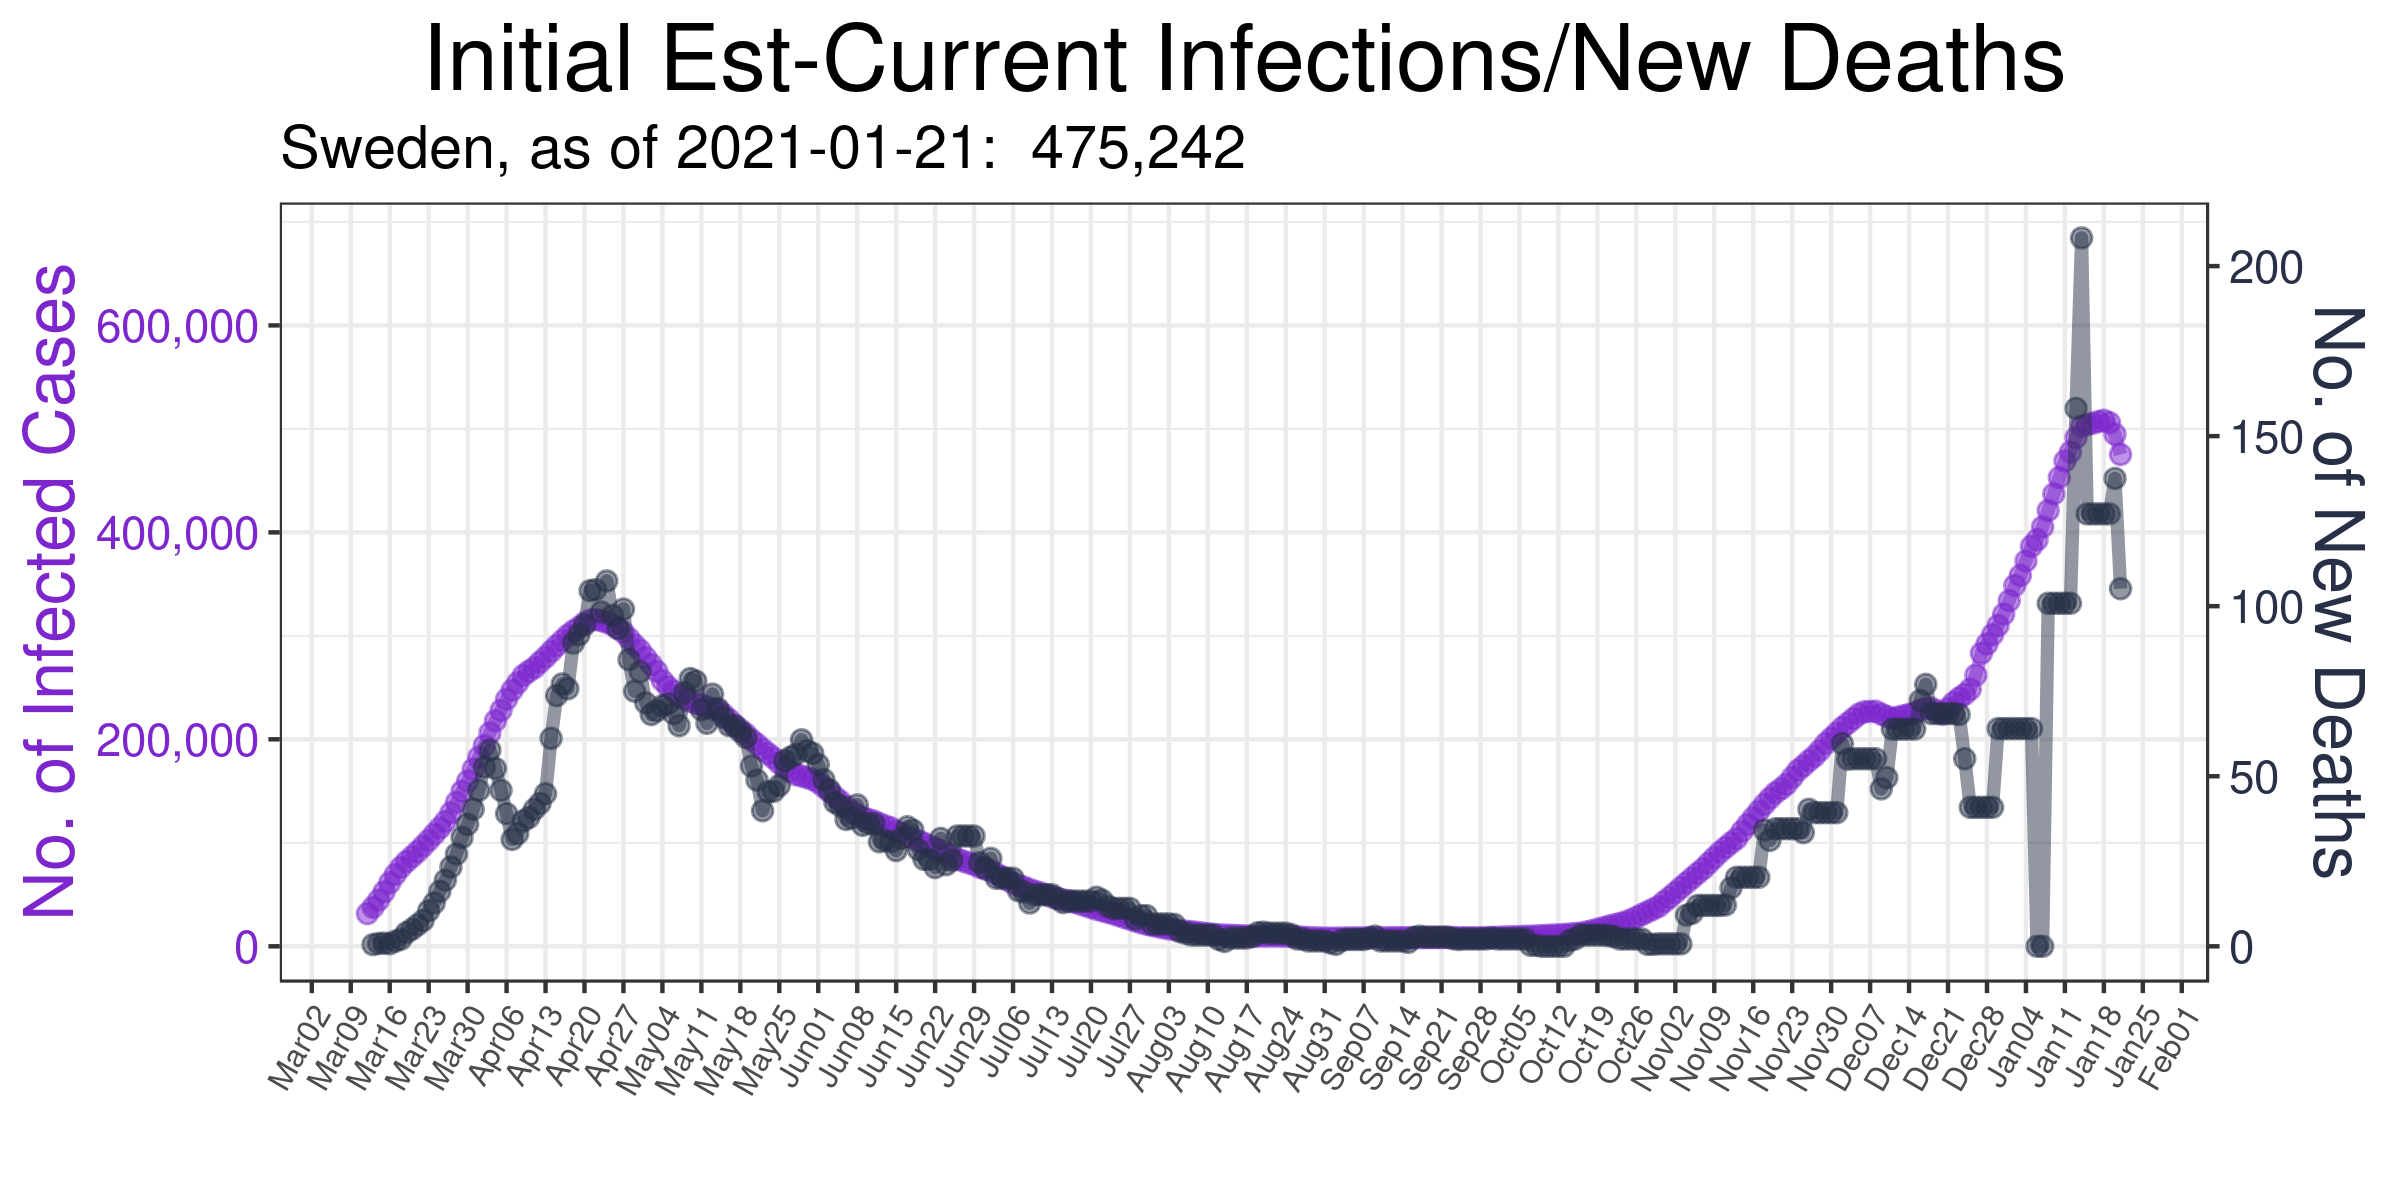 Initial Est-Current Infections/New Deaths
Sweden, as of 2021-01-21:  475,242
No. of Infected Cases
600,000
400,000
200,000
0
200
150
100
50
0
No. of New Deaths
Mar02
Mar09
Mar16
Mar23
Mar30
Apr06
Apr13
Apr20
Apr27
May04
May11
May18
May25
Jun01
Jun08
Jun15
Jun22
Jun29
Jul06
Jul13
Jul20
Jul27
Aug03
Aug10
Aug17
Aug24
Aug31
Sep07
Sep14
Sep21
Sep28
Oct05
Oct12
Oct19
Oct26
Nov02
Nov09
Nov16
Nov23
Nov30
Dec07
Dec14
Dec21
Dec28
Jan04
Jan11
Jan18
Jan25
Feb01